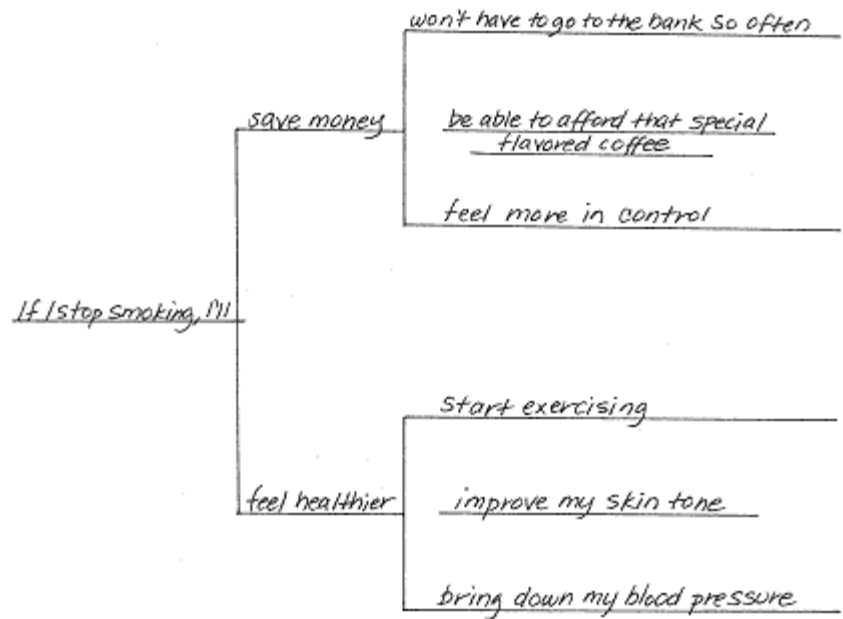 won't have to go to the bank so often
save money
be able to afford that special
flavored coffee
feel more in control
If I stop smoking, I'll
start exercising
feel healthier
improve my skin tone
bring down my blood pressure